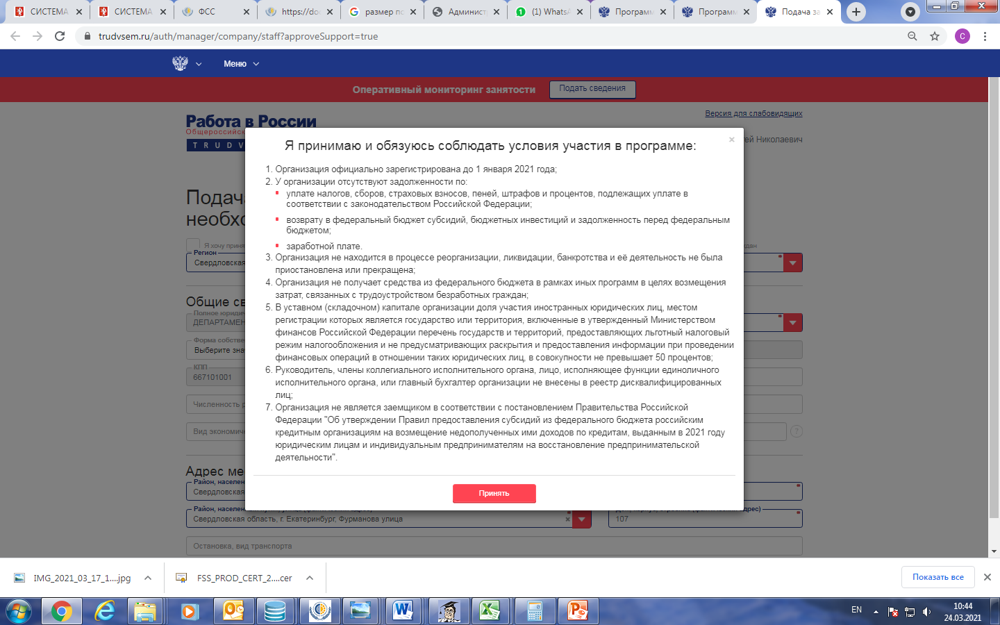 СИСТЕМА
СИСТЕМА
ФСС
https://do
размер по
Админист
(1) Whats
Программ
Программ
Подача за
trudvsem.ru/auth/manager/company/staff?approveSupport=true
С
Меню
Оперативный мониторинг занятости
Подать сведения
Версия для слабовидящих
Работа в России
Общероссийск
TRUDV
ей Николаевич
Подача
необхо
Я хочу приня
ждан
Регион
Свердловская
Общие св
Полное юридич
ДЕПАРТАМЕН
Форма собстве
Выберите зна
КПП
667101001
Численность р
Вид экономиче
Адрес ме
Район, населен
Свердловская
Свердловская область, г. Екатеринбург, Фурманова улица
107
Остановка, вид транспорта
Я принимаю и обязуюсь соблюдать условия участия в программе:
1. Организация официально зарегистрирована до 1 января 2021 года;
2. У организации отсутствуют задолженности по:
уплате налогов, сборов, страховых взносов, пеней, штрафов и процентов, подлежащих уплате в
соответствии с законодательством Российской Федерации;
возврату в федеральный бюджет субсидий, бюджетных инвестиций и задолженность перед федеральным
бюджетом;
заработной плате.
3. Организация не находится в процессе реорганизации, ликвидации, банкротства и её деятельность не была
приостановлена или прекращена;
4. Организация не получает средства из федерального бюджета в рамках иных программ в целях возмещения
затрат, связанных с трудоустройством безработных граждан;
5. В уставном (складочном) капитале организации доля участия иностранных юридических лиц, местом
регистрации которых является государство или территория, включенные в утвержденный Министерством
финансов Российской Федерации перечень государств и территорий, предоставляющих льготный налоговый
режим налогообложения и не предусматривающих раскрытия и предоставления информации при проведении
финансовых операций в отношении таких юридических лиц, в совокупности не превышает 50 процентов;
6. Руководитель, члены коллегиального исполнительного органа, лицо, исполняющее функции единоличного
исполнительного органа, или главный бухгалтер организации не внесены в реестр дисквалифицированных
лиц;
7. Организация не является заемщиком в соответствии с постановлением Правительства Российской
Федерации "Об утверждении Правил предоставления субсидий из федерального бюджета российским
кредитным организациям на возмещение недополученных ими доходов по кредитам, выданным в 2021 году
юридическим лицам и индивидуальным предпринимателям на восстановление предпринимательской
деятельности".
Принять
IMG_2021_03_17_1....jpg
FSS_PROD_CERT_2....cer
Показать все
EN
10:44
24.03.2021